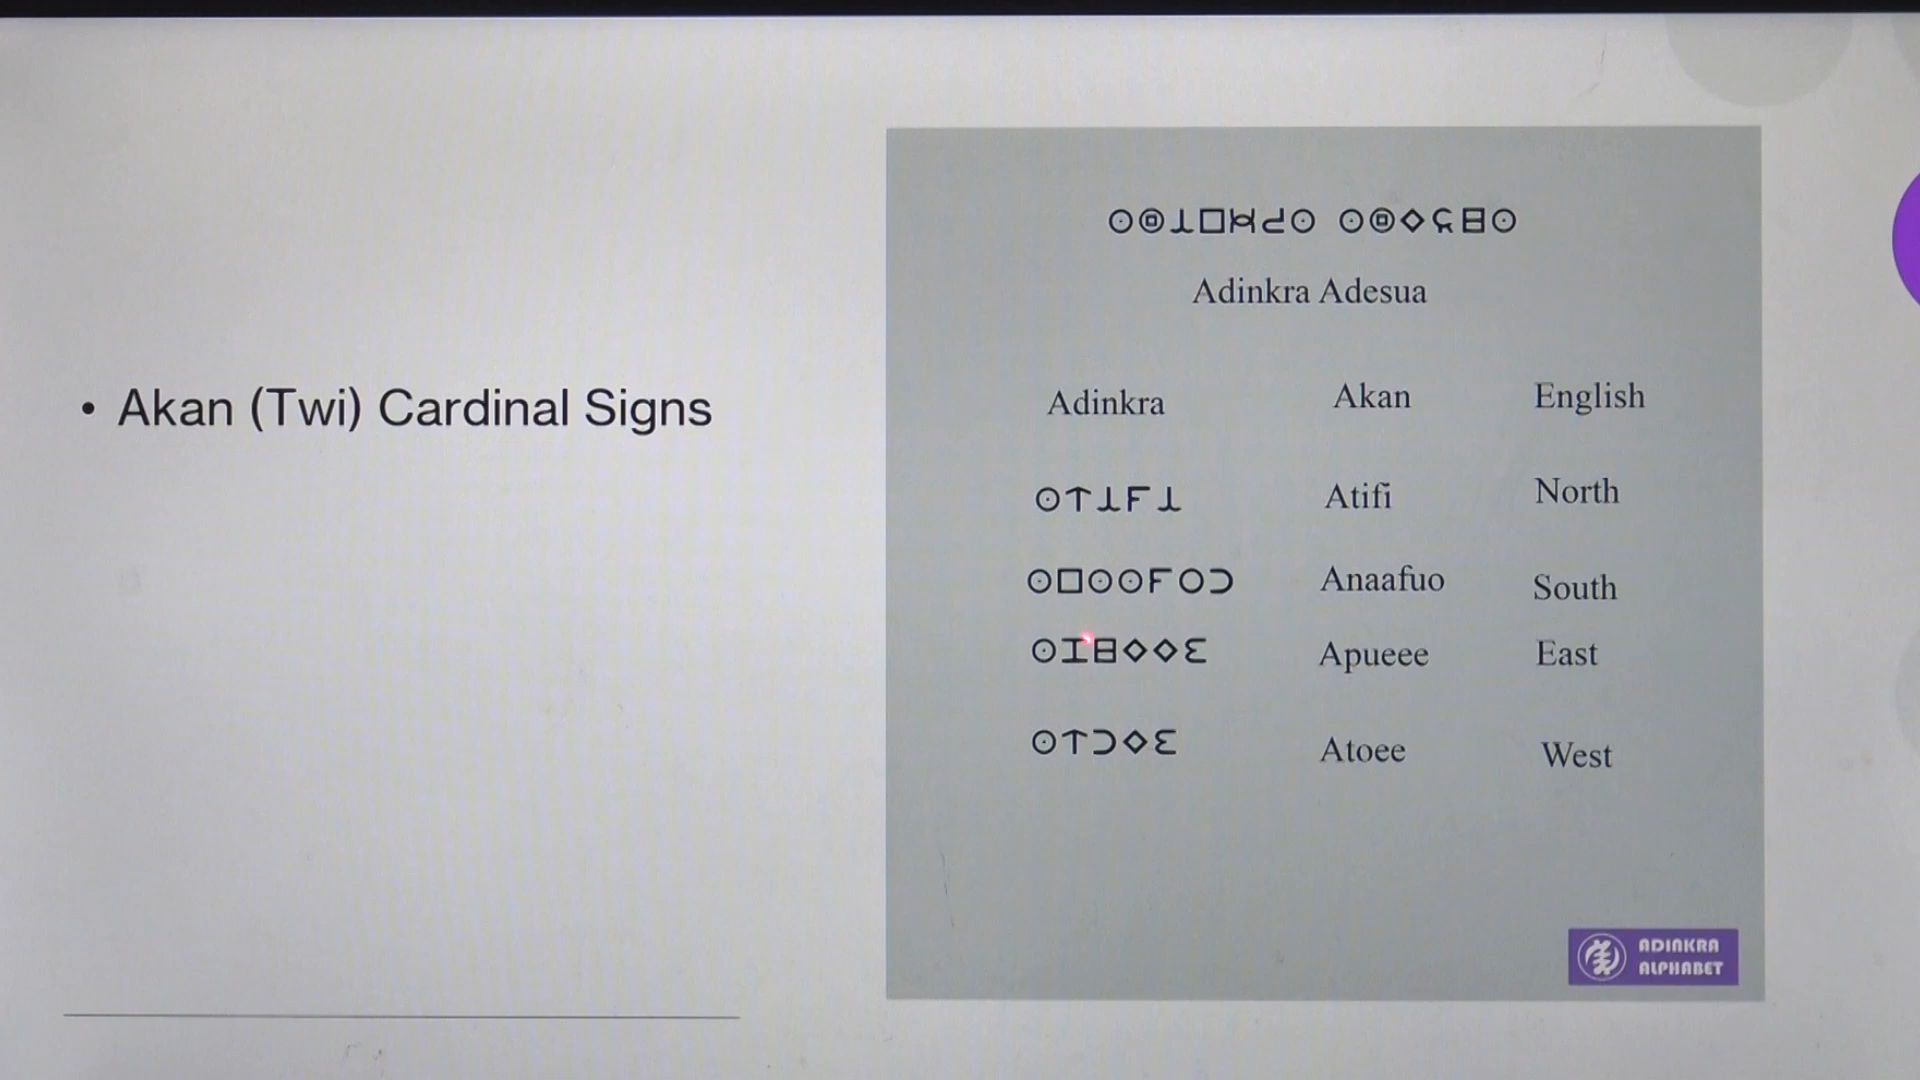 • Akan (Twi) Cardinal Signs
Adinkra Adesua
Adinkra Akan English
Atifi North
Anaafuo South
Apueee East
Atoee West
ADINKRA
ALPHABET